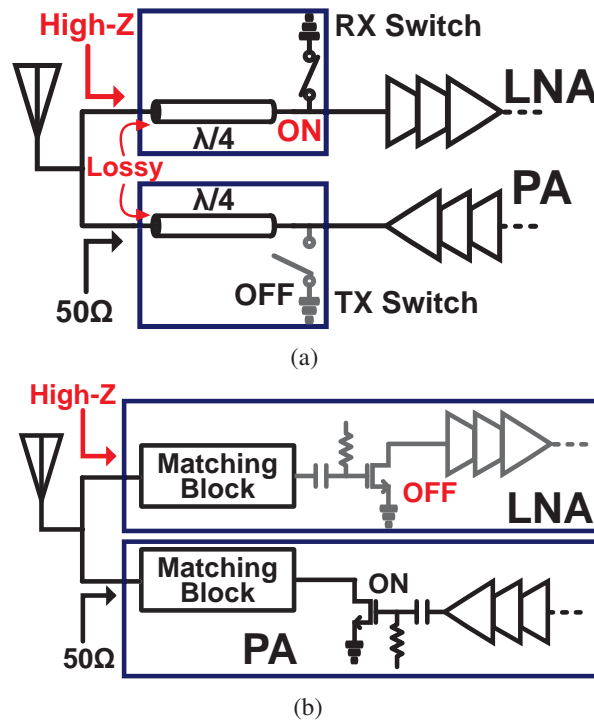 High-Z
RX Switch
LNA
λ/4
ON
Lossy
PA
λ/4
50Ω
OFF
TX Switch
(a)
High-Z
Matching
Block
OFF
LNA
Matching
Block
ON
50Ω
PA
(b)